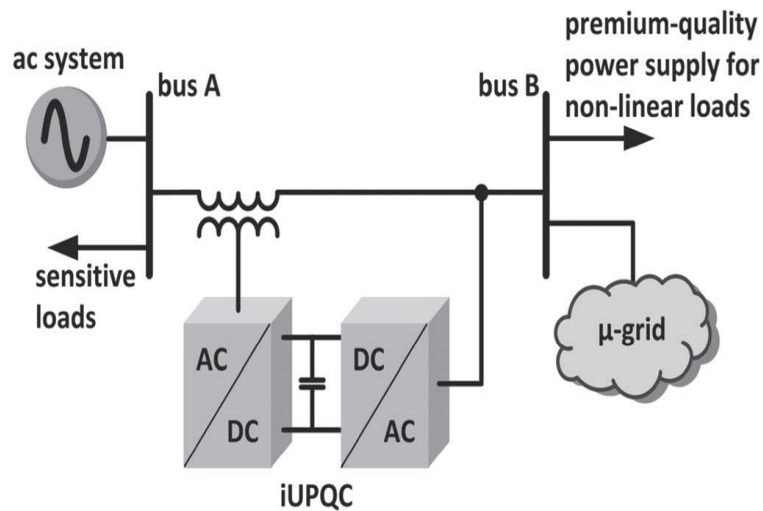 premium-quality
power supply for
non-linear loads
ac system
bus A
bus B
sensitive
loads
μ-grid
AC
DC
DC
AC
iUPQC